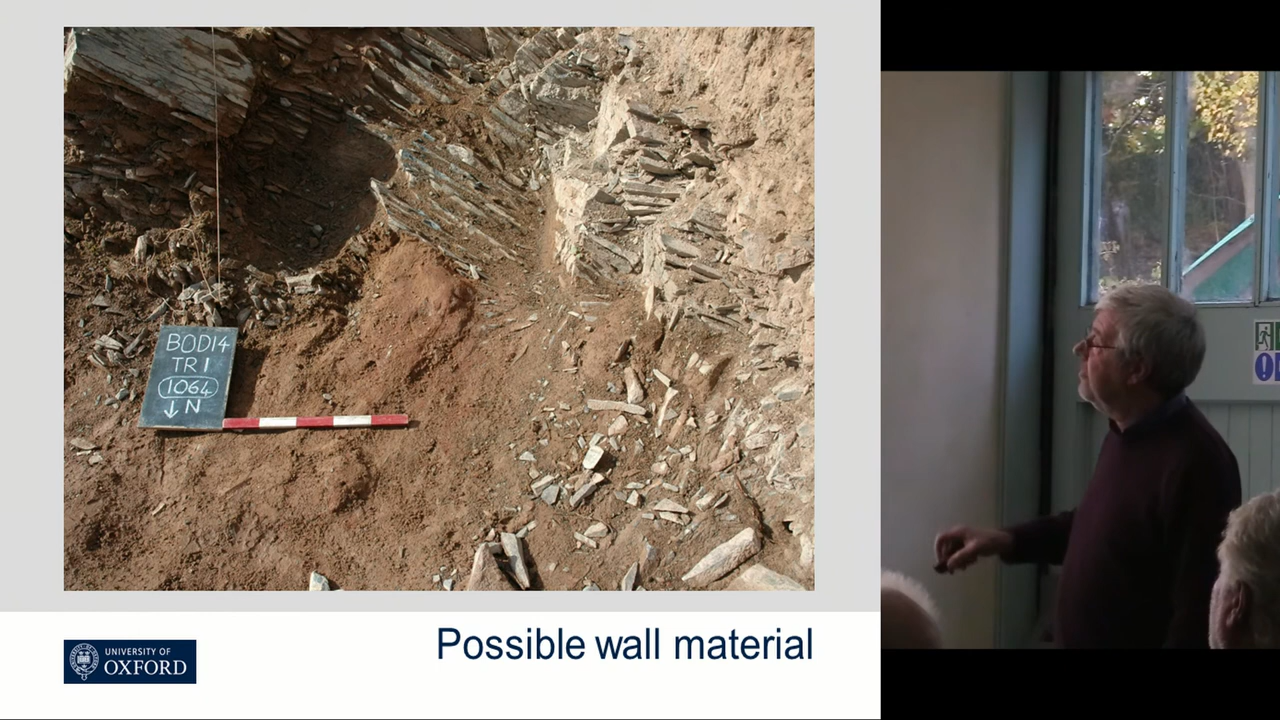 BOD14
TR1
1064
↓N
UNIVERSITY OF
OXFORD
Possible wall material